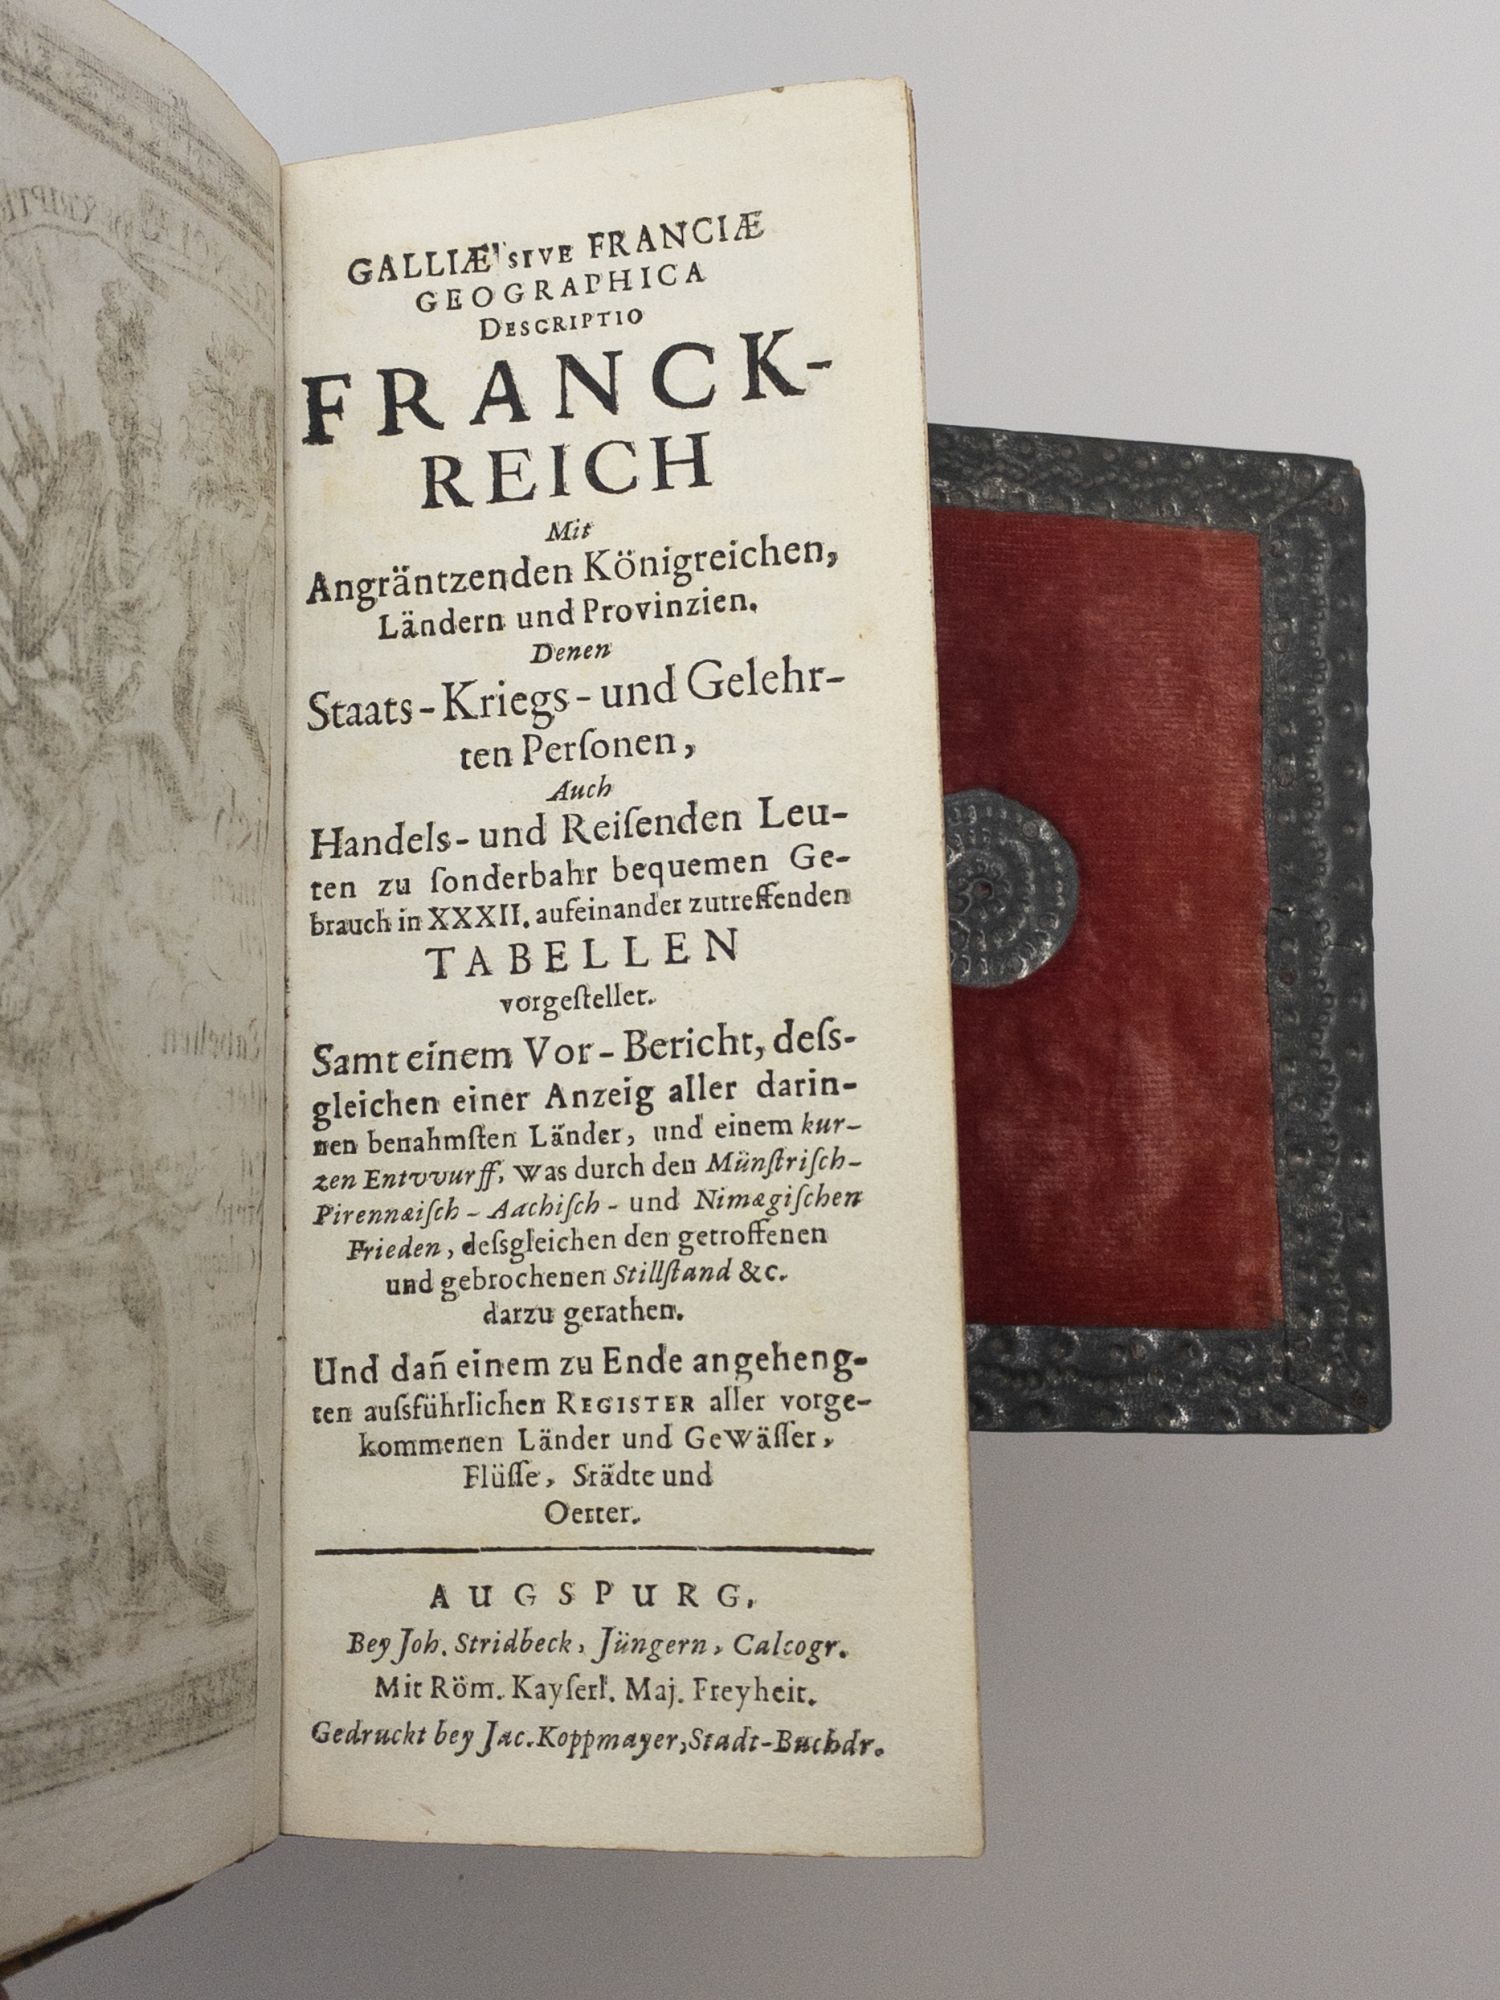 GALLIÆ SIVE FRANCIÆ
GEOGRAPHICA
DESCRIPTIO
FRANCK-
REICH
Mit
Angräntzenden Königreichen,
Ländern und Provinzien.
Denen
Staats-Kriegs-und Gelehr-
ten Perſonen,
Auch
Handels-und Reiſenden Leu-
ten zu ſonderbahr bequemen Ge-
brauch in XXXII. aufeinander zutreffenden
TABELLEN
vorgeſtellet.
Samt einem Vor-Bericht, deſs-
gleichen einer Anzeig aller darin-
nen benahmſten Länder, und einem kur-
zen Entvvurff, was durch den Münſtriſch-
Pirennæiſch-Aachiſch-und Nimægiſchen
Frieden, deſsgleichen den getroffenen
und gebrochenen Stillſtand &c.
darzu gerathen.
Und dañ einem zu Ende angeheng-
ten auſsführlichen REGISTER aller vorge-
kommenen Länder und GeWäſſer,
Flüſſe, Städte und
Oerter.
AUGSPURG,
Bey Joh. Stridbeck, Jüngern, Calcogr.
Mit Röm. Kayſerl. Maj. Freyheit.
Gedruckt bey Jac. Koppmayer, Stadt-Buchdr.